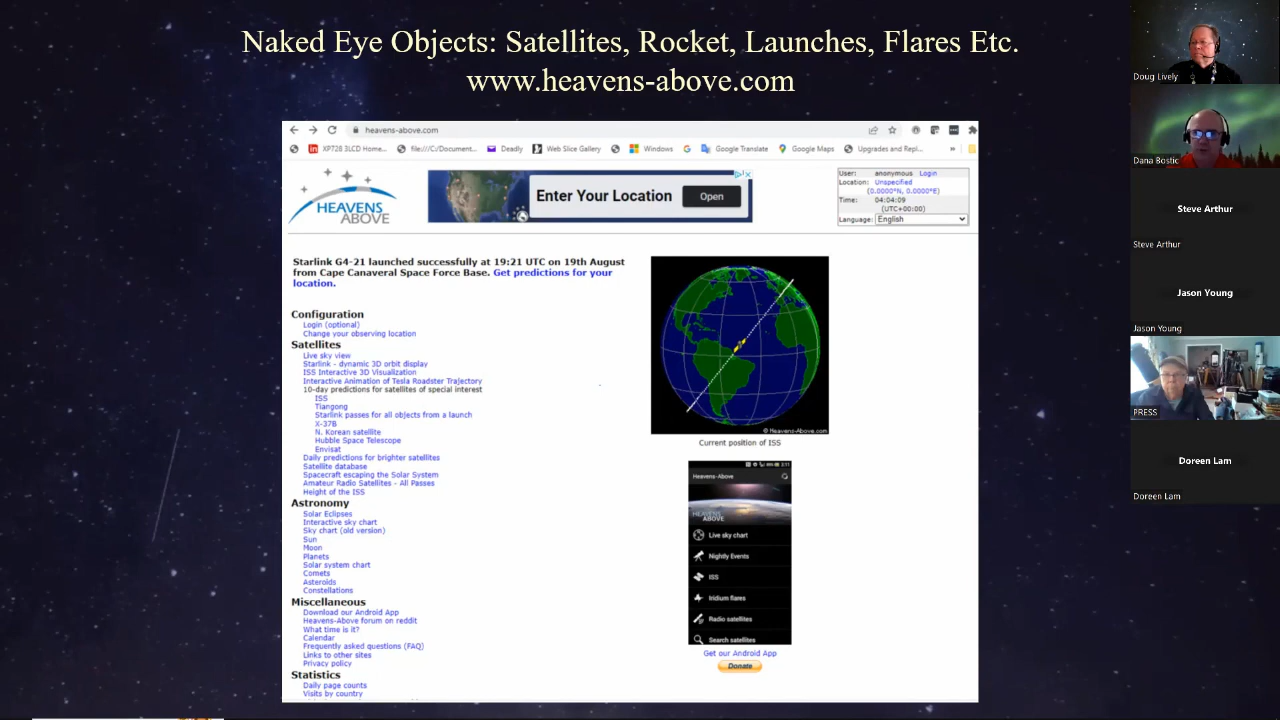 Naked Eye Objects: Satellites, Rocket, Launches, Flares Etc.
www.heavens-above.com
heavens-above.com
XP728 3LCD Home...
file:///C:/Document...
Deadly
Web Slice Gallery
Windows
Google Translate
Google Maps
Upgrades and Repl...
»
HEAVENS
ABOVE
Enter Your Location
Open
User: anonymous Login
Location: Unspecified
(0.0000°N, 0.0000°E)
Time: 04:04:09
(UTC+00:00)
Language: English
Starlink G4-21 launched successfully at 19:21 UTC on 19th August
from Cape Canaveral Space Force Base. Get predictions for your
location.
Configuration
Login (optional)
Change your observing location
Satellites
Live sky view
Starlink - dynamic 3D orbit display
ISS Interactive 3D Visualization
Interactive Animation of Tesla Roadster Trajectory
10-day predictions for satellites of special interest
ISS
Tiangong
Starlink passes for all objects from a launch
X-37B
N. Korean satellite
Hubble Space Telescope
Envisat
Daily predictions for brighter satellites
Satellite database
Spacecraft escaping the Solar System
Amateur Radio Satellites - All Passes
Height of the ISS
Astronomy
Solar Eclipses
Interactive sky chart
Sky chart (old version)
Sun
Moon
Planets
Solar system chart
Comets
Asteroids
Constellations
Miscellaneous
Download our Android App
Heavens-Above forum on reddit
What time is it?
Calendar
Frequently asked questions (FAQ)
Links to other sites
Privacy policy
Statistics
Daily page counts
Visits by country
© Heavens-Above.com
Current position of ISS
Heavens-Above
HEAVENS
ABOVE
Live sky chart
Nightly Events
ISS
Iridium flares
Radio satellites
Search satellites
Get our Android App
Donate
Doug Lively
Dana Bostic
Steve Arthur
Steve Arthur
Jason Young
Jason Young
PRESS
Doreen Lam
Doreen Lam